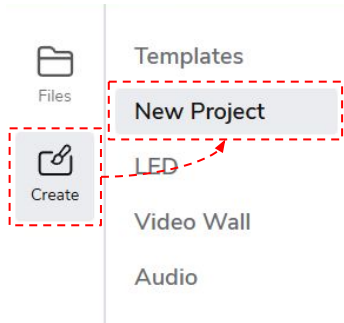 Files
Create
Templates
New Project
LED
Video Wall
Audio